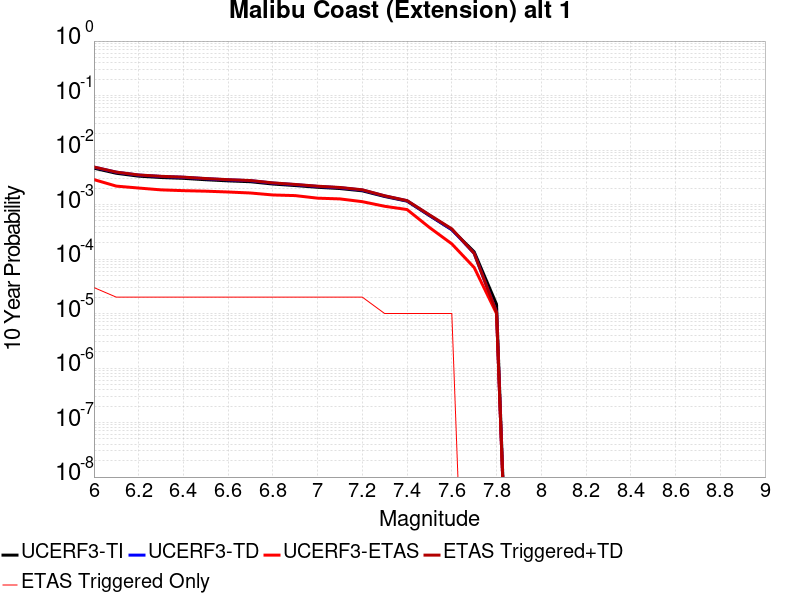 Malibu Coast (Extension) alt 1
10^0
10^-1
10^-2
10^-3
10^-4
10^-5
10^-6
10^-7
10^-8
10 Year Probability
6 6.2 6.4 6.6 6.8 7 7.2 7.4 7.6 7.8 8 8.2 8.4 8.6 8.8 9
Magnitude
UCERF3-TI UCERF3-TD UCERF3-ETAS ETAS Triggered+TD
ETAS Triggered Only